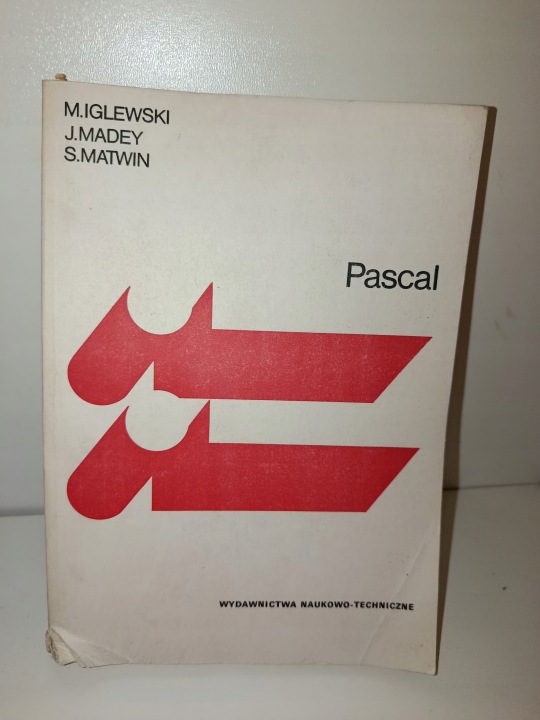 M.IGLEWSKI
J.MADEY
S.MATWIN
Pascal
WYDAWNICTWA NAUKOWO-TECHNICZNE